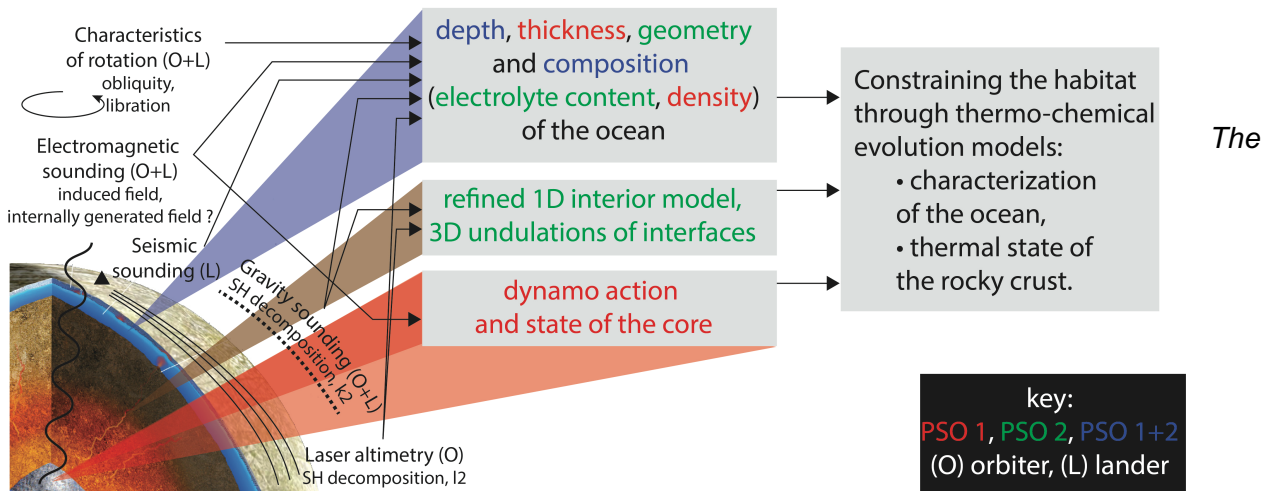 Characteristics
of rotation (O+L)
obliquity,
libration
Electromagnetic
sounding (O+L)
induced field,
internally generated field ?
Seismic
sounding (L)
Gravity sounding (O+L)
SH decomposition, k2
Laser altimetry (O)
SH decomposition, l2
depth, thickness, geometry
and composition
(electrolyte content, density)
of the ocean
refined 1D interior model,
3D undulations of interfaces
dynamo action
and state of the core
Constraining the habitat
through thermo-chemical
evolution models:
• characterization
of the ocean,
• thermal state of
the rocky crust.
The
key:
PSO 1, PSO 2, PSO 1+2
(O) orbiter, (L) lander